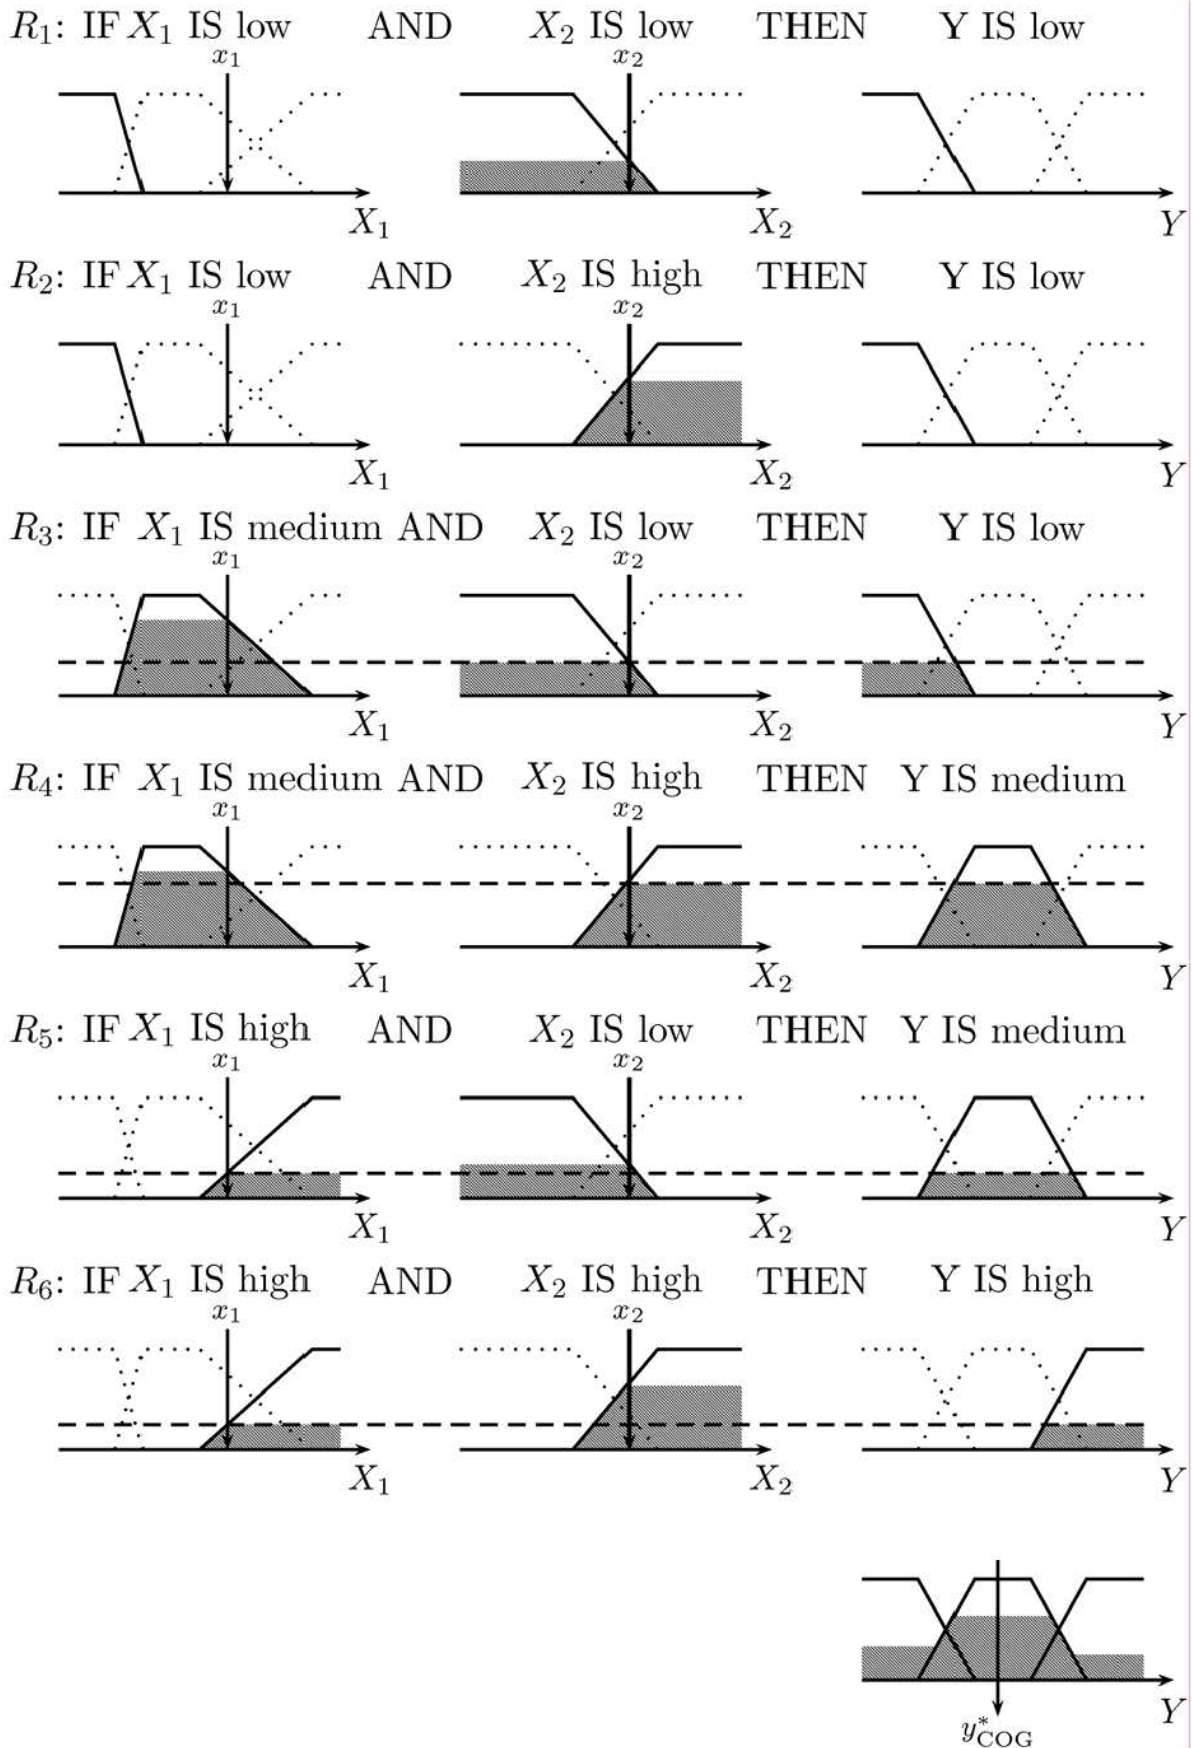 R₁: IF X₁ IS low AND X₂ IS low THEN Y IS low
x₁ x₂
X₁ X₂ Y
R₂: IF X₁ IS low AND X₂ IS high THEN Y IS low
x₁ x₂
X₁ X₂ Y
R₃: IF X₁ IS medium AND X₂ IS low THEN Y IS low
x₁ x₂
X₁ X₂ Y
R₄: IF X₁ IS medium AND X₂ IS high THEN Y IS medium
x₁ x₂
X₁ X₂ Y
R₅: IF X₁ IS high AND X₂ IS low THEN Y IS medium
x₁ x₂
X₁ X₂ Y
R₆: IF X₁ IS high AND X₂ IS high THEN Y IS high
x₁ x₂
X₁ X₂ Y
Y
y*COG